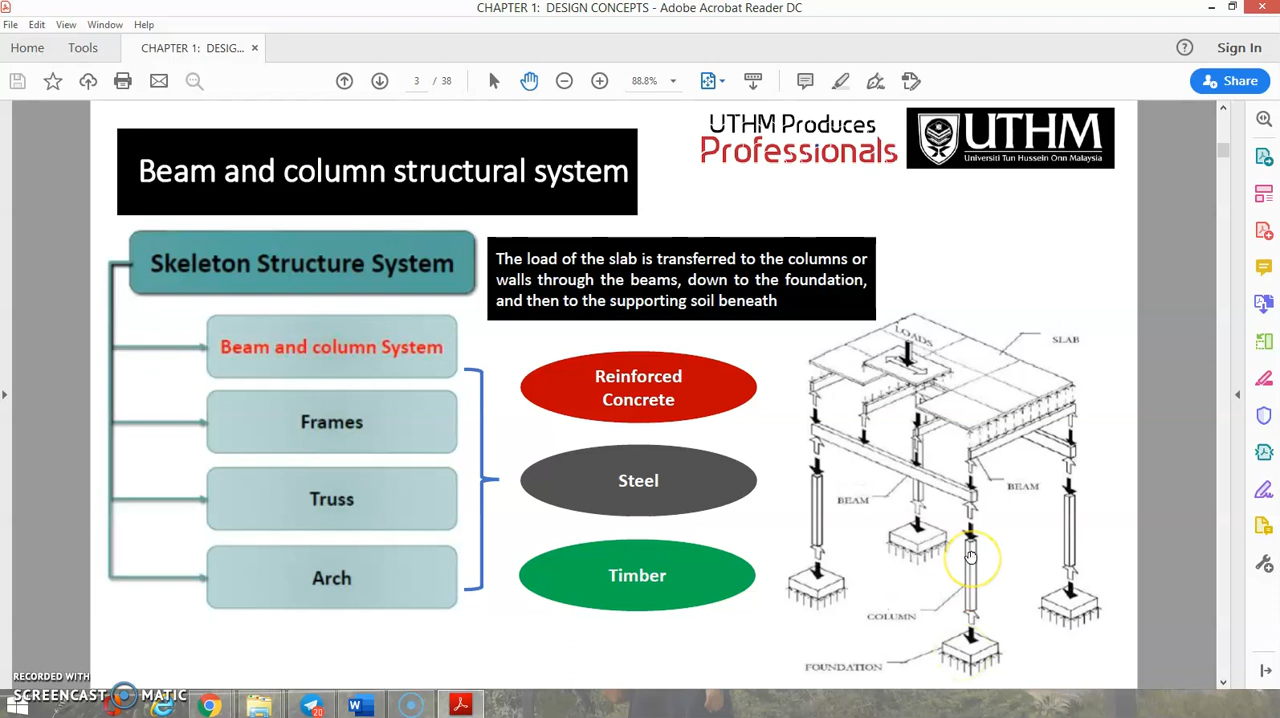 CHAPTER 1:  DESIGN CONCEPTS - Adobe Acrobat Reader DC
File Edit View Window Help
Home Tools CHAPTER 1: DESIG... × Sign In
3 / 38 88.8% Share
UTHM Produces
Professionals
UTHM
Universiti Tun Hussein Onn Malaysia
Beam and column structural system
Skeleton Structure System
The load of the slab is transferred to the columns or
walls through the beams, down to the foundation,
and then to the supporting soil beneath
Beam and column System
Frames
Truss
Arch
Reinforced
Concrete
Steel
Timber
LOADS
SLAB
BEAM
BEAM
COLUMN
FOUNDATION
RECORDED WITH
SCREENCAST MATIC
20